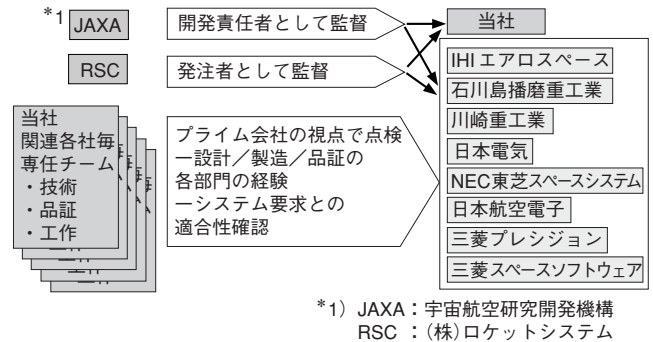 *1 JAXA
開発責任者として監督
当社
RSC
発注者として監督
IHIエアロスペース
石川島播磨重工業
川崎重工業
日本電気
NEC東芝スペースシステム
日本航空電子
三菱プレシジョン
三菱スペースソフトウェア
当社
関連各社毎
専任チーム
・技術
・品証
・工作
プライム会社の視点で点検
ー設計／製造／品証の
各部門の経験
ーシステム要求との
適合性確認
*1) JAXA：宇宙航空研究開発機構
RSC ：(株)ロケットシステム